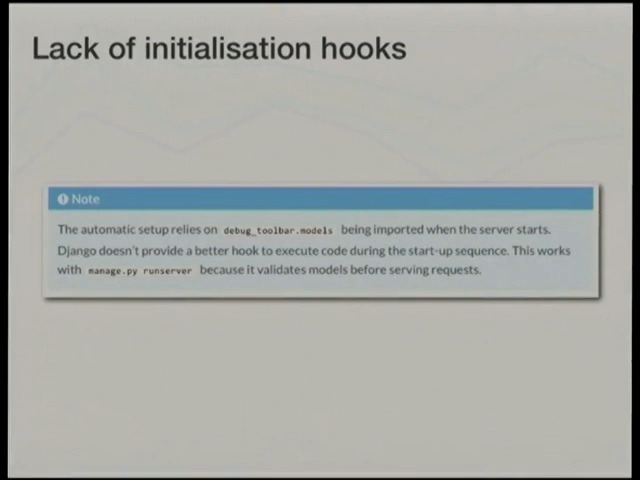 Lack of initialisation hooks
Note
The automatic setup relies on debug_toolbar.models being imported when the server starts.
Django doesn't provide a better hook to execute code during the start-up sequence. This works
with manage.py runserver because it validates models before serving requests.